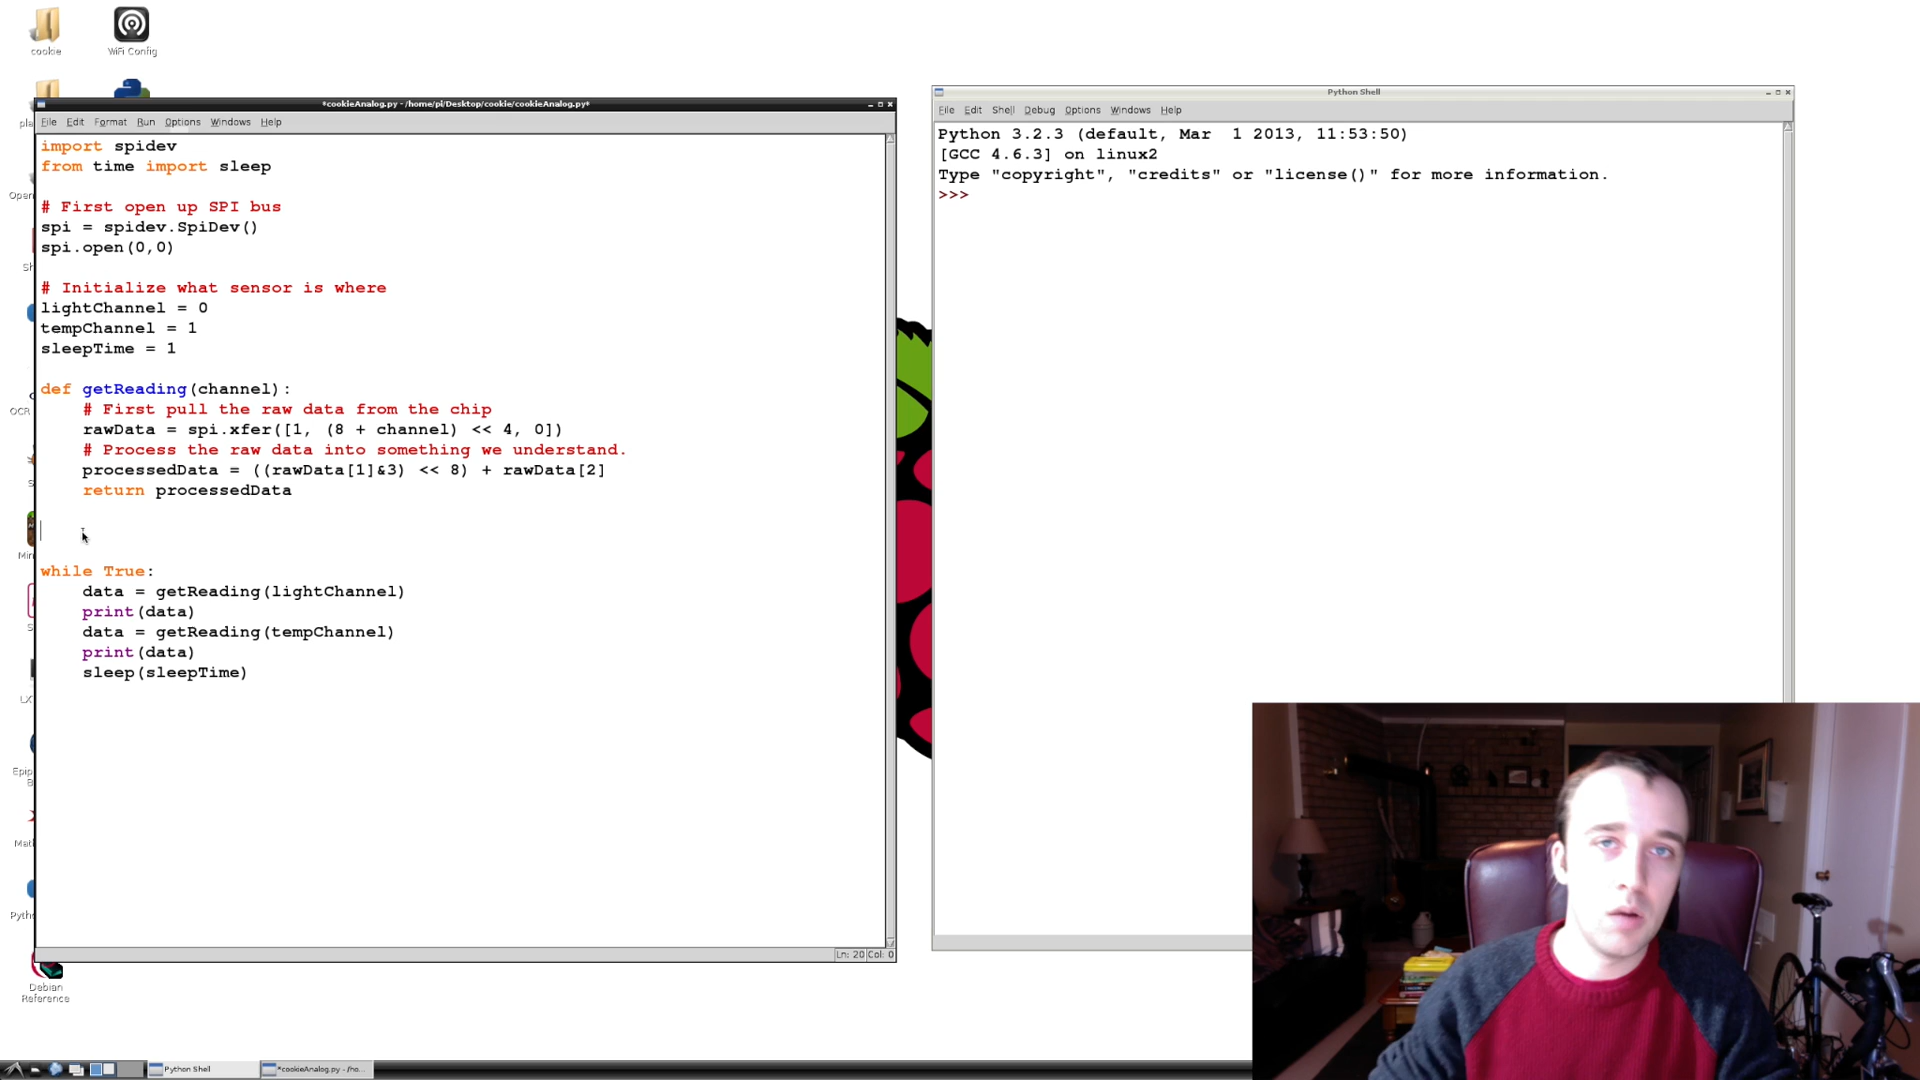 cookie
WiFi Config
*cookieAnalog.py - /home/pi/Desktop/cookie/cookieAnalog.py*
File Edit Format Run Options Windows Help
import spidev
from time import sleep
# First open up SPI bus
spi = spidev.SpiDev()
spi.open(0,0)
# Initialize what sensor is where
lightChannel = 0
tempChannel = 1
sleepTime = 1
def getReading(channel):
# First pull the raw data from the chip
rawData = spi.xfer([1, (8 + channel) << 4, 0])
# Process the raw data into something we understand.
processedData = ((rawData[1]&3) << 8) + rawData[2]
return processedData
while True:
data = getReading(lightChannel)
print(data)
data = getReading(tempChannel)
print(data)
sleep(sleepTime)
Ln: 20 Col: 0
Python Shell
File Edit Shell Debug Options Windows Help
Python 3.2.3 (default, Mar  1 2013, 11:53:50)
[GCC 4.6.3] on linux2
Type "copyright", "credits" or "license()" for more information.
>>>
OCR
Debian
Reference
Python Shell
*cookieAnalog.py - /ho...